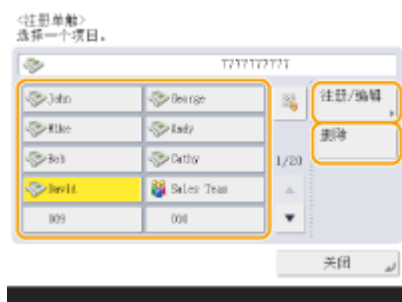 <注册单触>
选择一个项目。
7777777777
John
George
注册/编辑
Mike
Andy
删除
Bob
Cathy
1/20
David
Sales Team
009
关闭